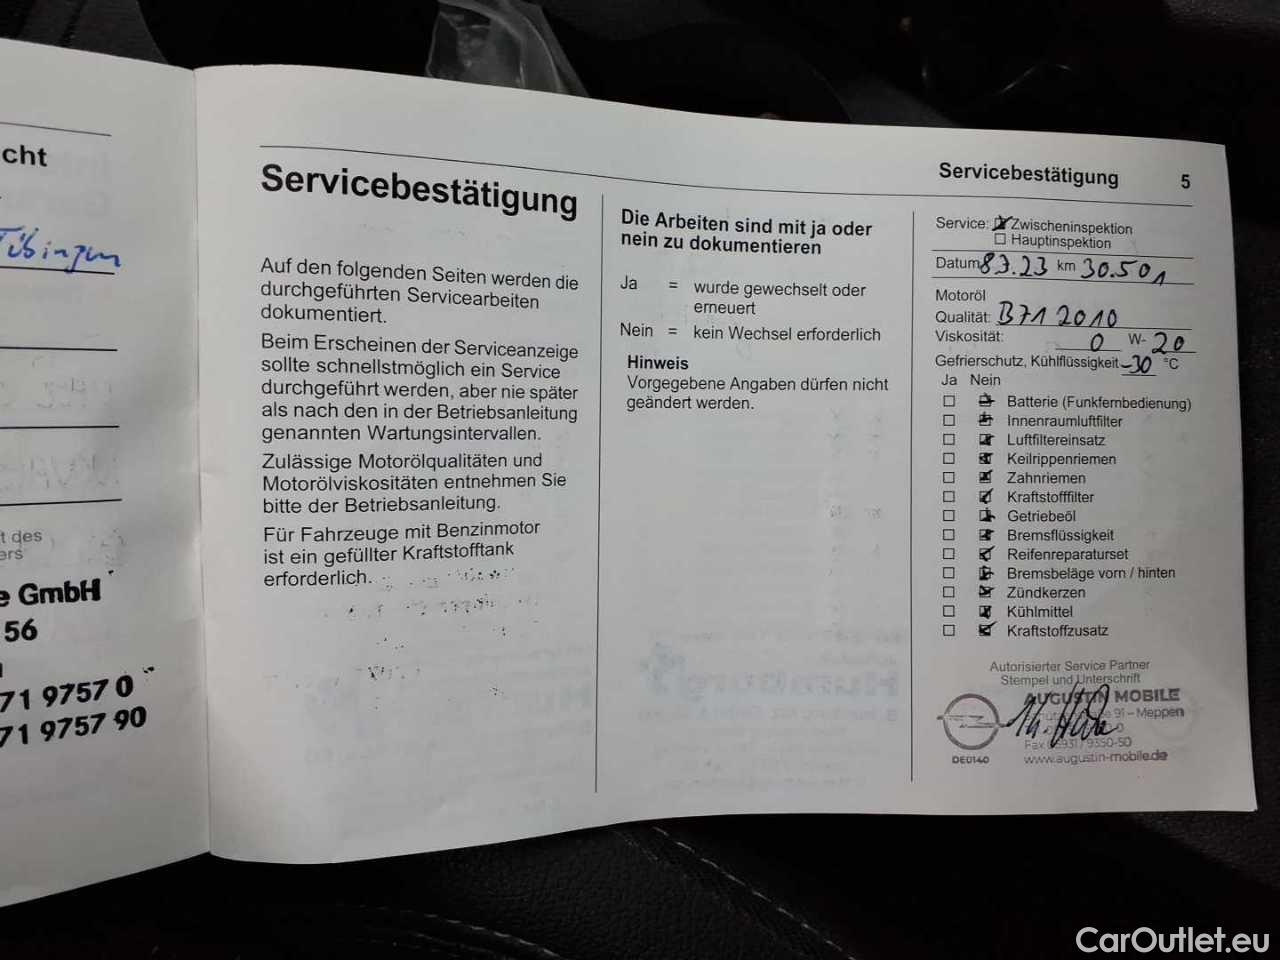 cht
Tübingen
t des
ers
e GmbH
56
71 9757 0
71 9757 90
Servicebestätigung
Auf den folgenden Seiten werden die
durchgeführten Servicearbeiten
dokumentiert.
Beim Erscheinen der Serviceanzeige
sollte schnellstmöglich ein Service
durchgeführt werden, aber nie später
als nach den in der Betriebsanleitung
genannten Wartungsintervallen.
Zulässige Motorölqualitäten und
Motorölviskositäten entnehmen Sie
bitte der Betriebsanleitung.
Für Fahrzeuge mit Benzinmotor
ist ein gefüllter Kraftstofftank
erforderlich.
Die Arbeiten sind mit ja oder
nein zu dokumentieren
Ja = wurde gewechselt oder
erneuert
Nein = kein Wechsel erforderlich
Hinweis
Vorgegebene Angaben dürfen nicht
geändert werden.
Servicebestätigung 5
Service: Zwischeninspektion
Hauptinspektion
Datum 8.3.23 km 30.501
Motoröl
Qualität: B71 2010
Viskosität: 0 W- 20
Gefrierschutz, Kühlflüssigkeit -30 °C
Ja Nein
Batterie (Funkfernbedienung)
Innenraumluftfilter
Luftfiltereinsatz
Keilrippenriemen
Zahnriemen
Kraftstofffilter
Getriebeöl
Bremsflüssigkeit
Reifenreparaturset
Bremsbeläge vorn / hinten
Zündkerzen
Kühlmittel
Kraftstoffzusatz
Autorisierter Service Partner
Stempel und Unterschrift
AUGUSTIN MOBILE
91 – Meppen
Fax 05931 / 9350-50
DE0140 www.augustin-mobile.de
CarOutlet.eu